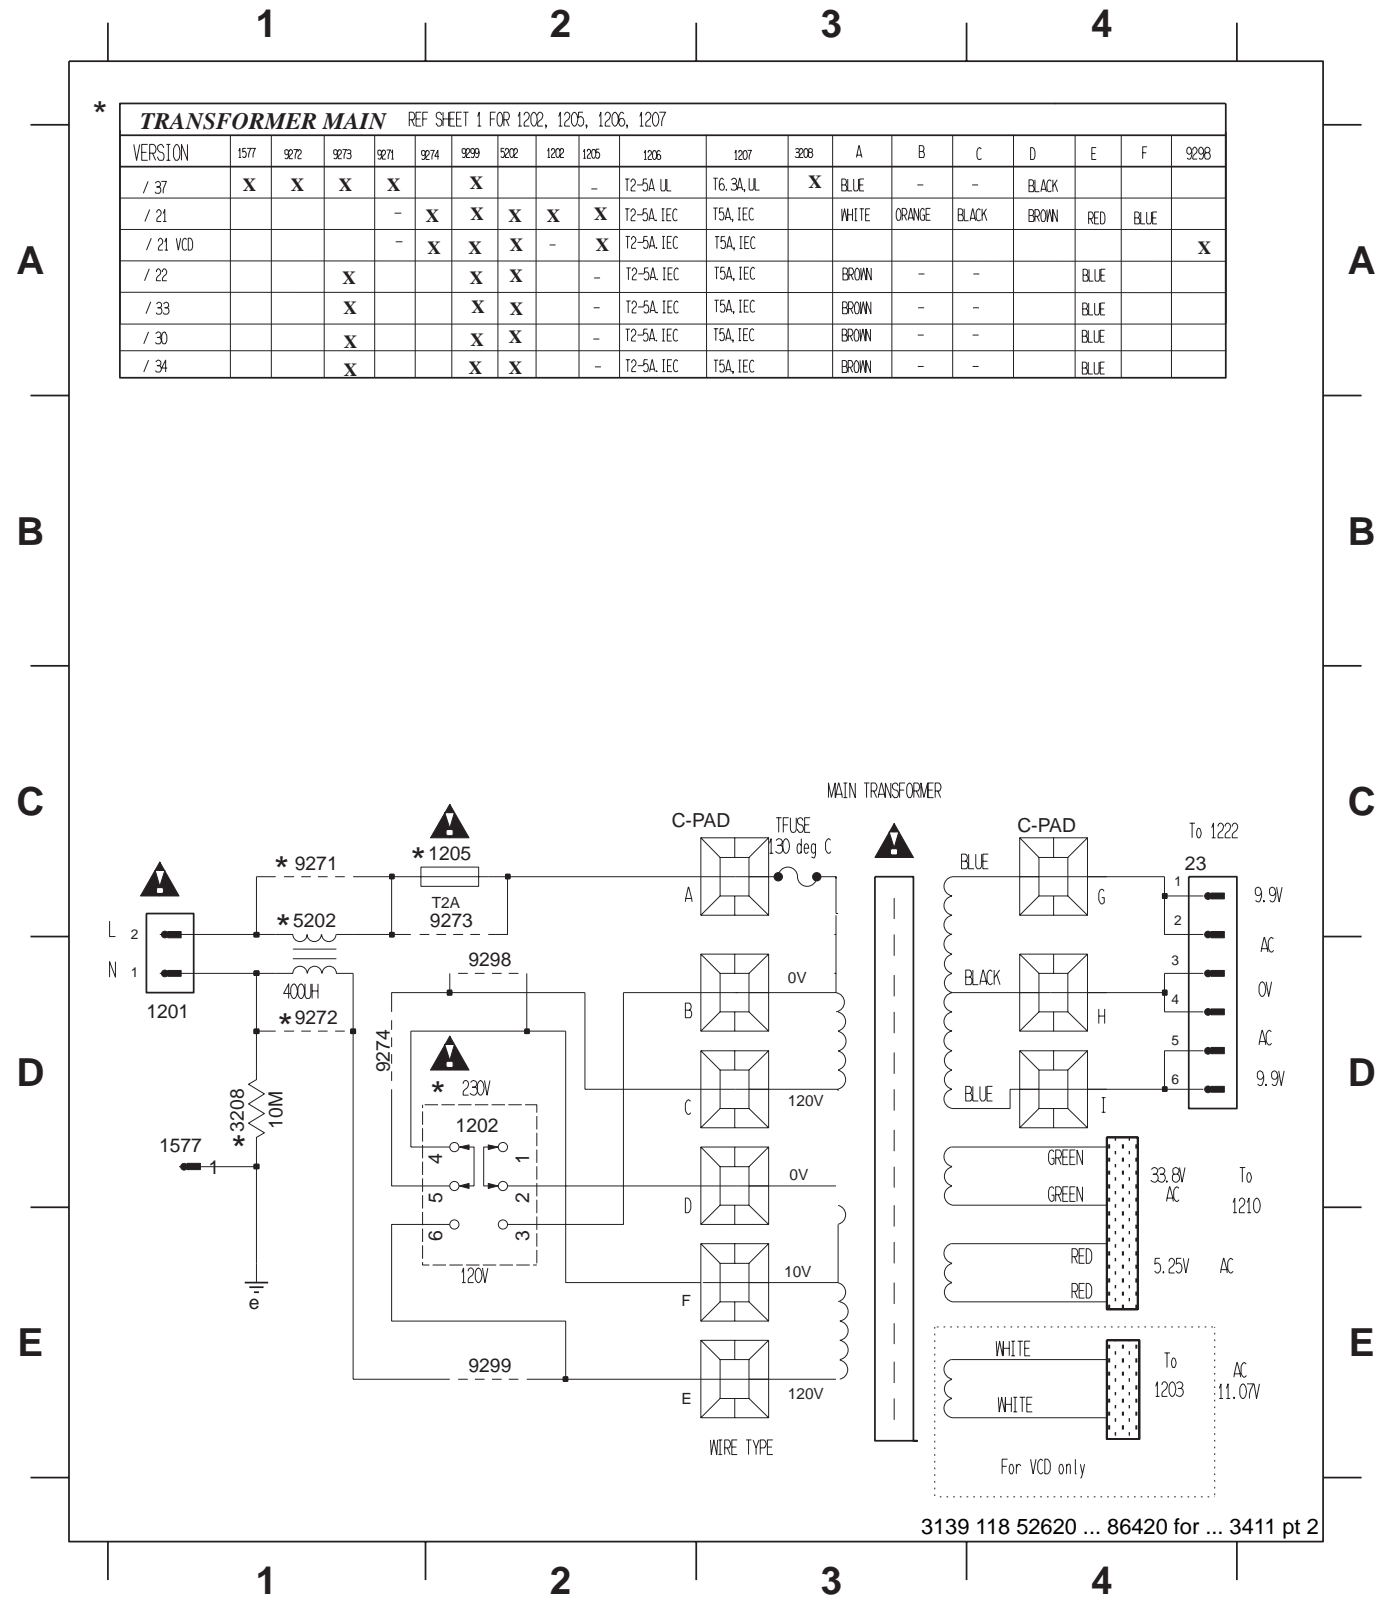 1 2 3 4
* TRANSFORMER MAIN REF SHEET 1 FOR 1202, 1205, 1206, 1207
VERSION 1577 9272 9273 9271 9274 9299 5202 1202 1205 1206 1207 3208 A B C D E F 9298
/ 37 X X X X X - T2-5A UL T6. 3A, UL X BLUE - - BLACK
/ 21 - X X X X X T2-5A. IEC T5A, IEC WHITE ORANGE BLACK BROWN RED BLUE
/ 21 VCD - X X X - X T2-5A. IEC T5A, IEC X
/ 22 X X X - T2-5A. IEC T5A, IEC BROWN - - BLUE
/ 33 X X X - T2-5A. IEC T5A, IEC BROWN - - BLUE
/ 30 X X X - T2-5A. IEC T5A, IEC BROWN - - BLUE
/ 34 X X X - T2-5A. IEC T5A, IEC BROWN - - BLUE
A A
B B
MAIN TRANSFORMER
C C
C-PAD TFUSE C-PAD To 1222
130 deg C
* 9271 * 1205 BLUE 23
A G 1 9.9V
T2A
* 5202 9273 2
L 2 AC
N 1 9298 0V BLACK 3
400UH 0V
1201 * 9272 B H 4
9274 5 AC
D D
* 230V 6 9.9V
* 3208 10M 1202 C 120V BLUE I
1577 4 1 GREEN
1 0V 33.8V To
5 2 D GREEN AC 1210
6 3
120V 10V RED 5.25V AC
e F RED
E E
9299 WHITE To AC
E 120V WHITE 1203 11.07V
WIRE TYPE
For VCD only
3139 118 52620 ... 86420 for ... 3411 pt 2
1 2 3 4